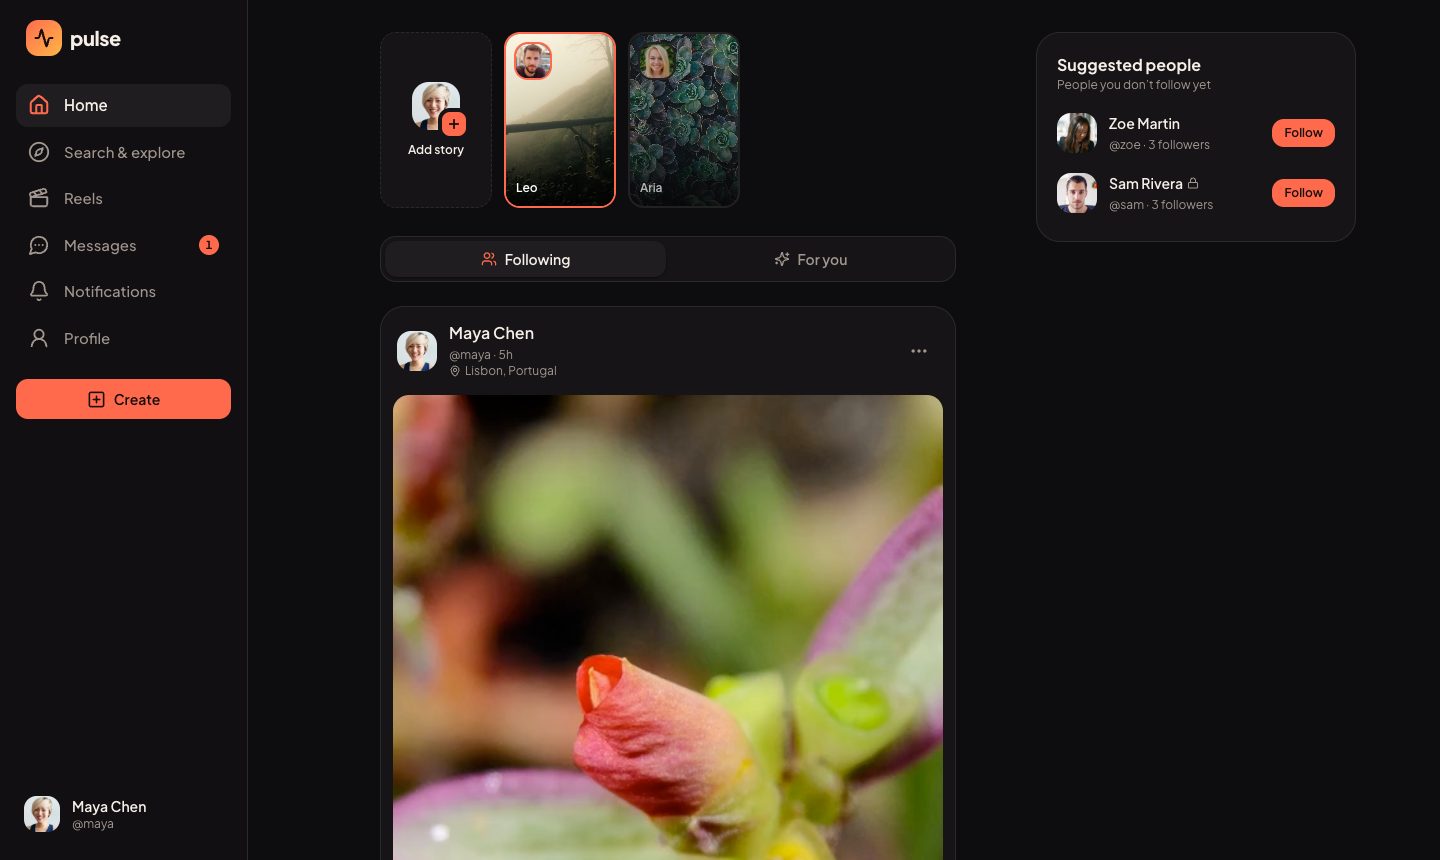 pulse
Home
Search & explore
Reels
Messages
1
Notifications
Profile
Create
Maya Chen
@maya
Add story
Leo
Aria
Following
For you
Maya Chen
@maya · 5h
Lisbon, Portugal
Suggested people
People you don't follow yet
Zoe Martin
@zoe · 3 followers
Follow
Sam Rivera
@sam · 3 followers
Follow